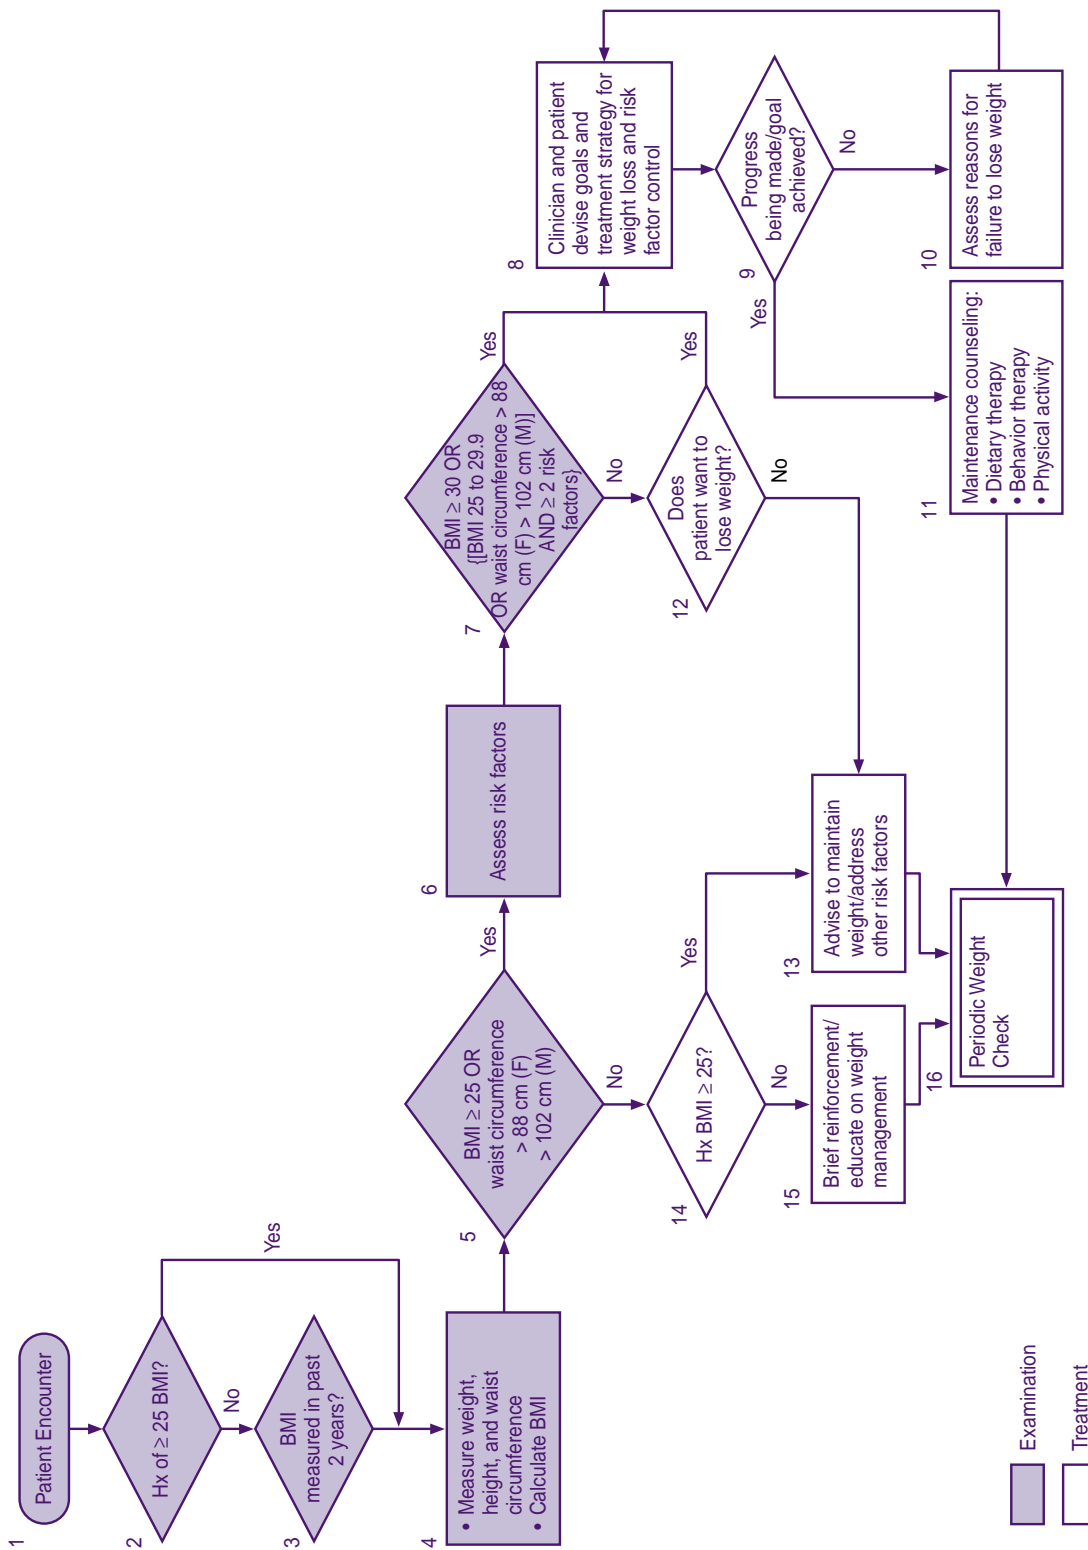 1
Patient Encounter
2
Hx of ≥ 25 BMI?
Yes
No
3
BMI
measured in past
2 years?
4
• Measure weight,
height, and waist
circumference
• Calculate BMI
5
BMI ≥ 25 OR
waist circumference
> 88 cm (F)
> 102 cm (M)
Yes
No
6
Assess risk factors
7
BMI ≥ 30 OR
{[BMI 25 to 29.9
OR waist circumference > 88
cm (F) > 102 cm (M)]
AND ≥ 2 risk
factors}
Yes
No
8
Clinician and patient
devise goals and
treatment strategy for
weight loss and risk
factor control
9
Progress
being made/goal
achieved?
Yes
No
10
Assess reasons for
failure to lose weight
11
Maintenance counseling:
• Dietary therapy
• Behavior therapy
• Physical activity
12
Does
patient want to
lose weight?
Yes
No
13
Advise to maintain
weight/address
other risk factors
14
Hx BMI ≥ 25?
Yes
No
15
Brief reinforcement/
educate on weight
management
16
Periodic Weight
Check
Examination
Treatment